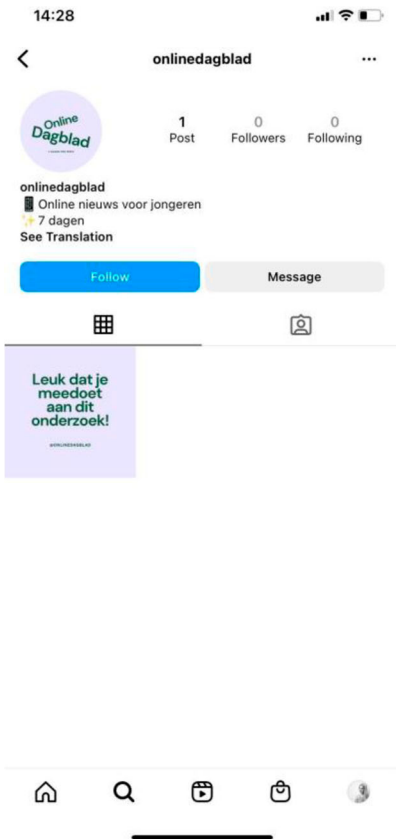 14:28
onlinedagblad
Online
Dagblad
1
Post
0
Followers
0
Following
onlinedagblad
Online nieuws voor jongeren
7 dagen
See Translation
Follow
Message
Leuk dat je
meedoet
aan dit
onderzoek!
@ONLINEDAGBLAD